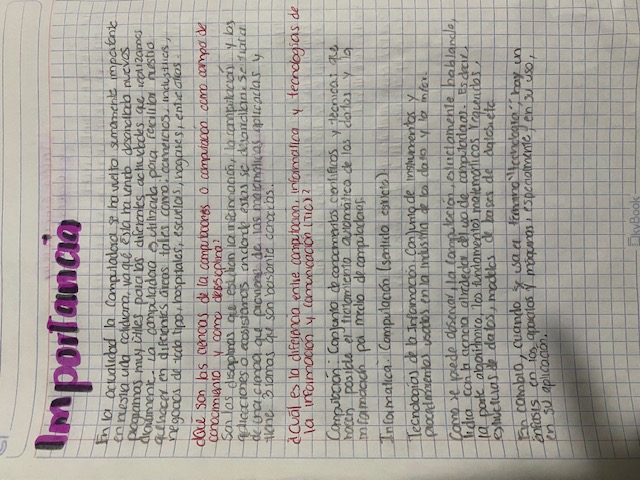 Importancia
En la actualidad la computadora se ha vuelto sumamente importante
en nuestra vida cotidiana, ya que esta ha venido desarrollado nuevos
programas muy útiles para las diferentes actividades que realizamos
diariamente. La computadora es utilizada para facilitar nuestro
quehacer en diferentes áreas tales como: comercios, industrias,
negocios de todo tipo, hospitales, escuelas, hogares, entre otras.
¿Qué son las ciencias de la computadores o computación como campo de
conocimiento y como desisciplina?
Son las disciplinas que estudian la información, la computación y las
aplicaciones o ecosistemas en donde estas se desarrollan. Se trata
de una ciencia que proviene de las matemáticas aplicadas y
tiene 3 ramas que son bastante conocidas.
¿Cuál es la diferencia entre computación, informatica y tecnologías de
la información y comunicación (TIC)?
Computación: Conjunto de conocimientos científicos y técnicas que
hacen posible el tratamiento automático de los datos y la
información por medio de computadoras.
Informatica: Computación (sentido estricto)
Tecnologías de la Información: Conjunto de instrumentos y
procedimientos usados en la industria de los datos y la infor.
Como se puede observar, la computación, estrictamente hablando,
lidia con la ciencia alrededor del uso de computadoras. Es decir,
la parte algorítmica, los fundamentos matemáticos requeridos,
estructuras de datos, modelos de bases de datos, etc.
En cambio, cuando se usa el termino "tecnología", hay un
énfasis en los aparatos y máquinas, especialmente, en su uso,
en su aplicación.
SkyBook